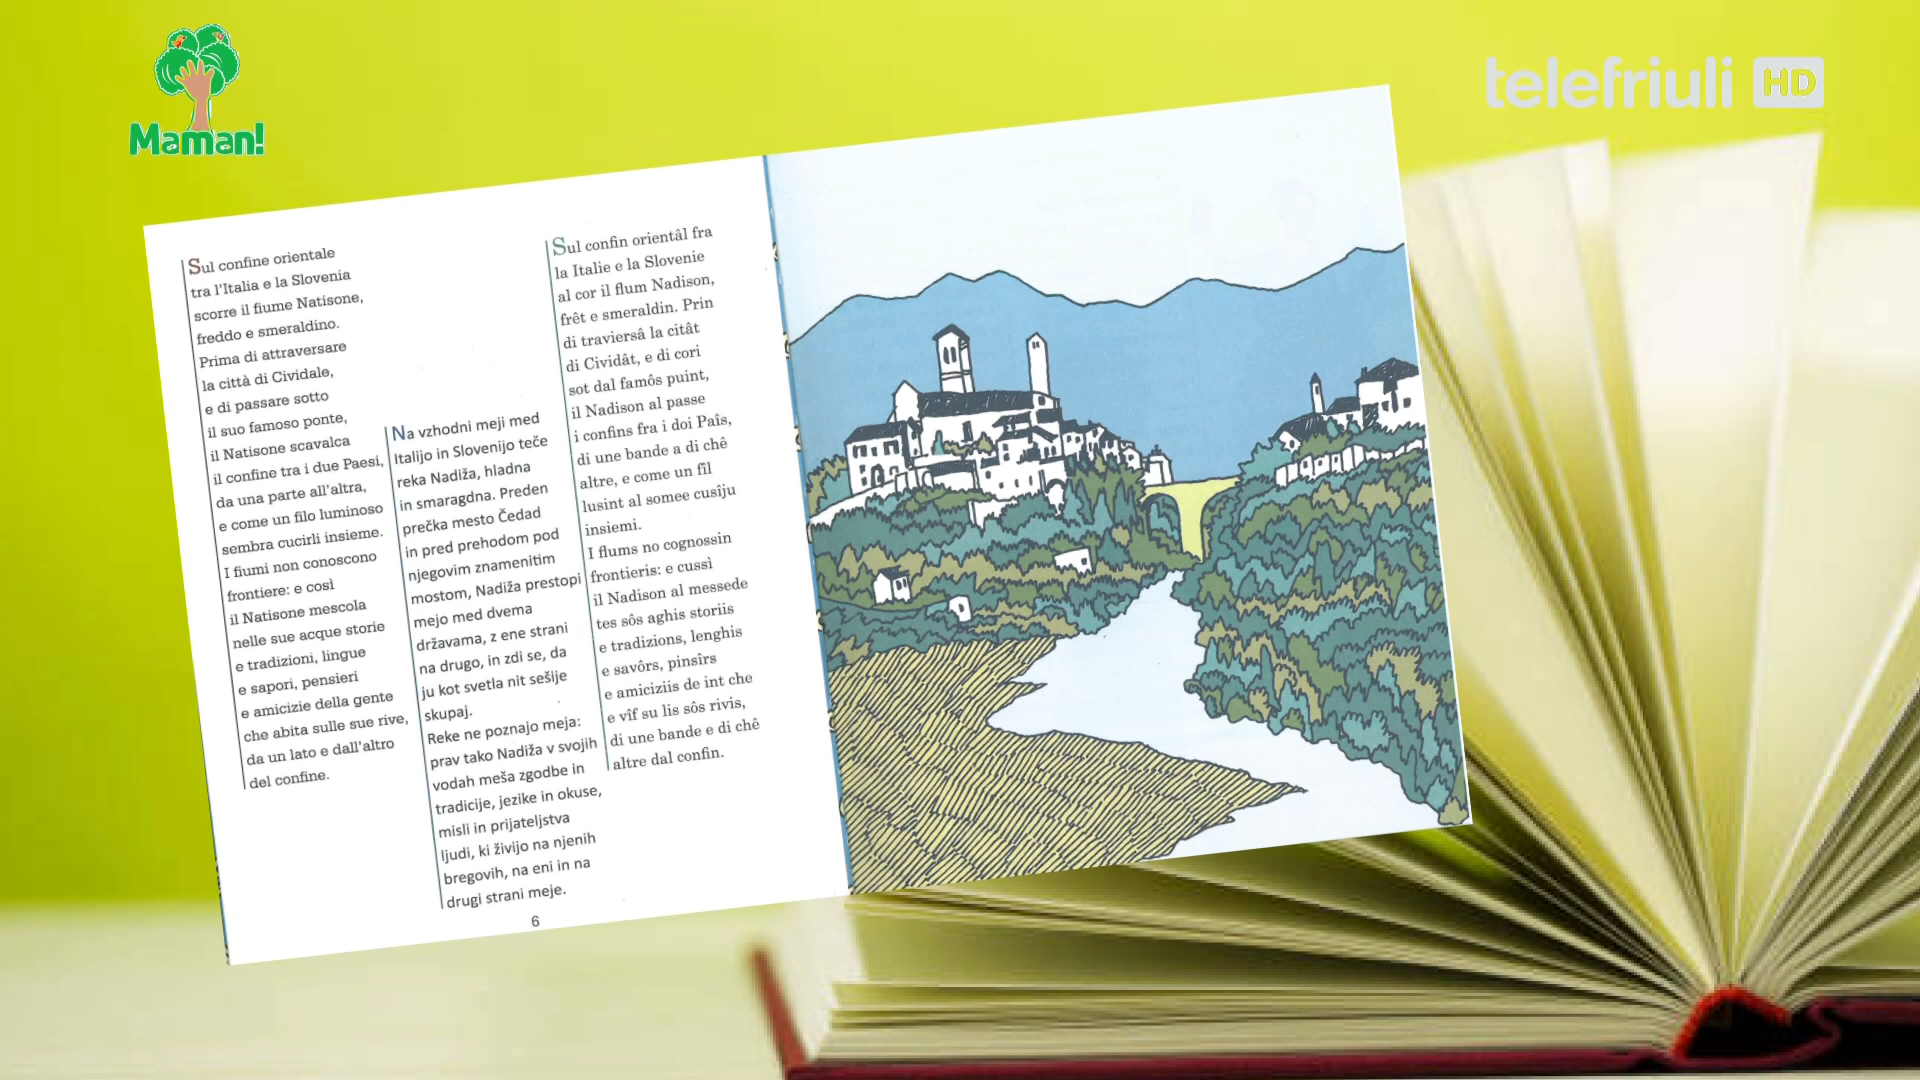 Maman!
telefriuli HD
Sul confine orientale
tra l'Italia e la Slovenia
scorre il fiume Natisone,
freddo e smeraldino.
Prima di attraversare
la città di Cividale,
e di passare sotto
il suo famoso ponte,
il Natisone scavalca
il confine tra i due Paesi,
da una parte all'altra,
e come un filo luminoso
sembra cucirli insieme.
I fiumi non conoscono
frontiere: e così
il Natisone mescola
nelle sue acque storie
e tradizioni, lingue
e sapori, pensieri
e amicizie della gente
che abita sulle sue rive,
da un lato e dall'altro
del confine.
Na vzhodni meji med
Italijo in Slovenijo teče
reka Nadiža, hladna
in smaragdna. Preden
prečka mesto Čedad
in pred prehodom pod
njegovim znamenitim
mostom, Nadiža prestopi
mejo med dvema
državama, z ene strani
na drugo, in zdi se, da
ju kot svetla nit sešije
skupaj.
Reke ne poznajo meja:
prav tako Nadiža v svojih
vodah meša zgodbe in
tradicije, jezike in okuse,
misli in prijateljstva
ljudi, ki živijo na njenih
bregovih, na eni in na
drugi strani meje.
Sul confin orientâl fra
la Italie e la Slovenie
al cor il flum Nadison,
frêt e smeraldin. Prin
di traviersâ la citât
di Cividât, e di cori
sot dal famôs puint,
il Nadison al passe
i confins fra i doi Paîs,
di une bande a di chê
altre, e come un fîl
lusint al somee cusîju
insiemi.
I flums no cognossin
frontieris: e cussì
il Nadison al messede
tes sôs aghis storiis
e tradizions, lenghis
e savôrs, pinsîrs
e amiciziis de int che
e vîf su lis sôs rivis,
di une bande e di chê
altre dal confin.
6